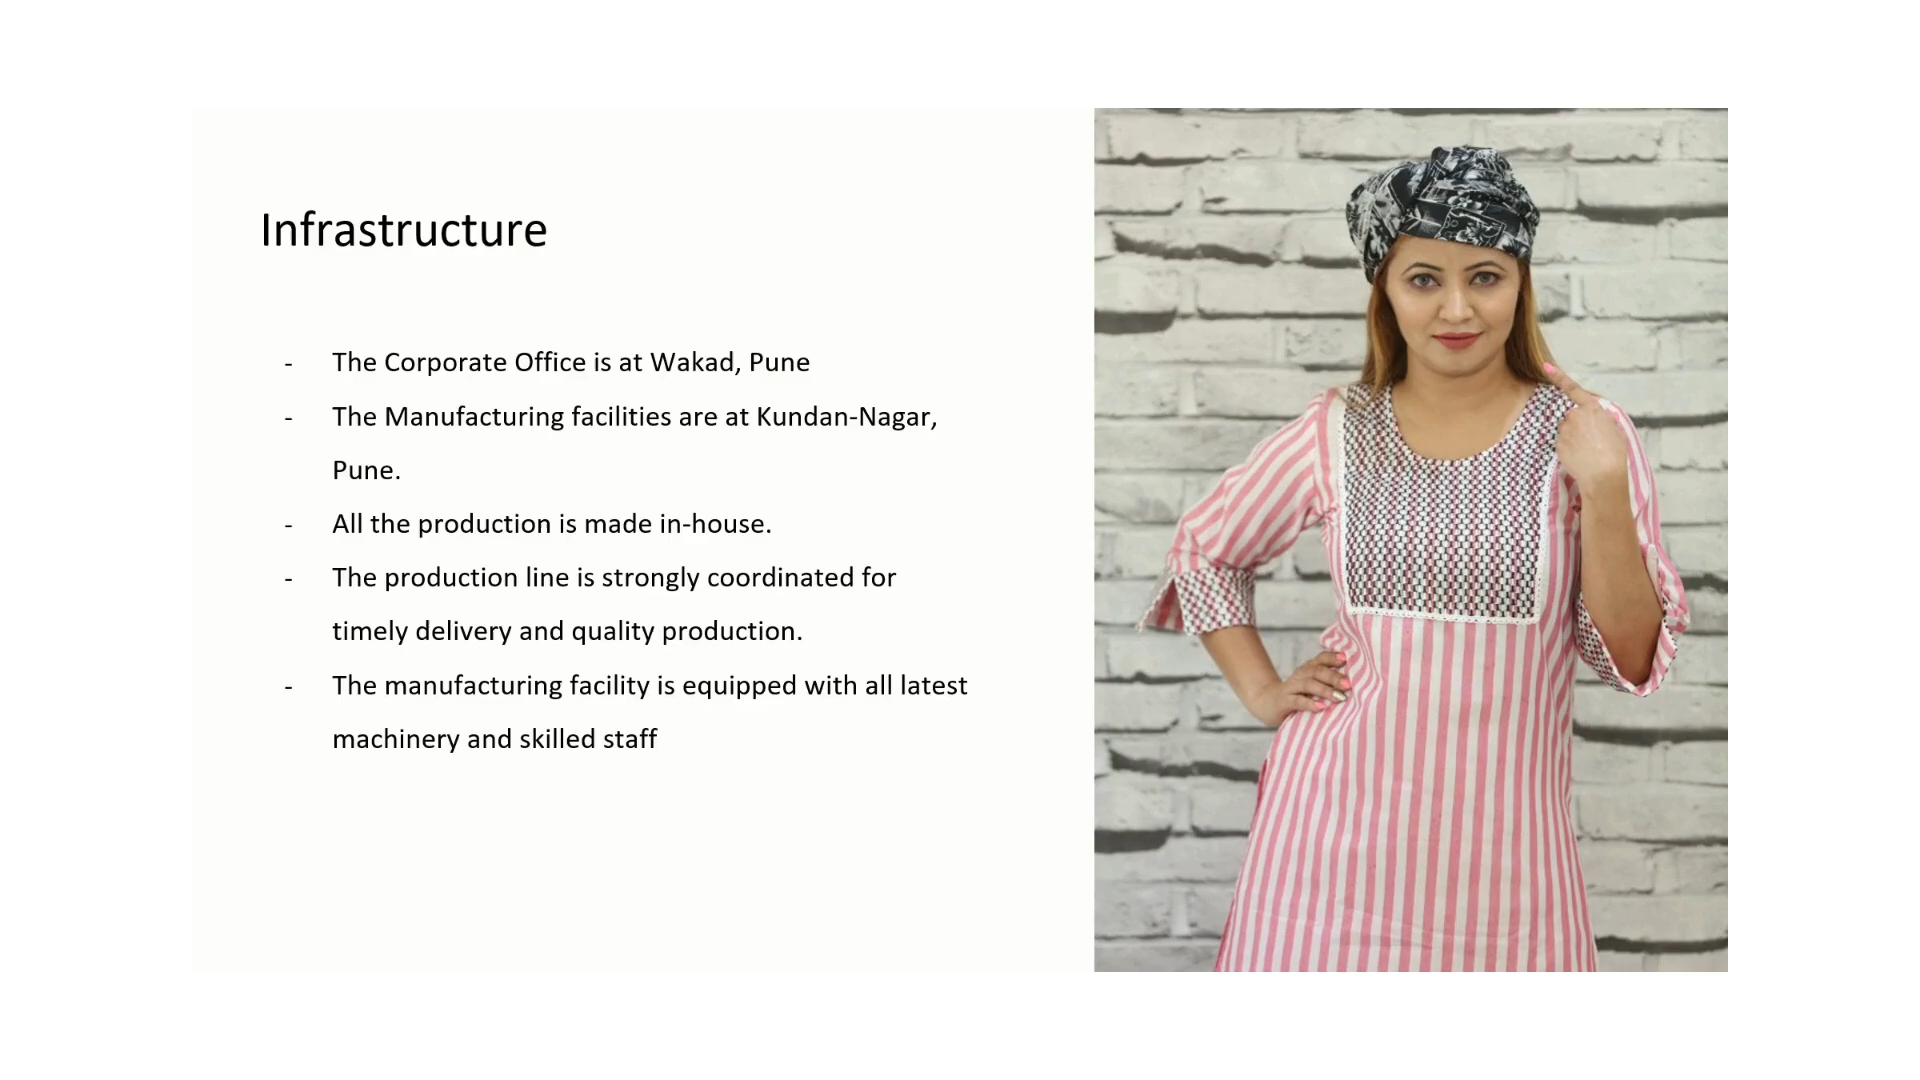 Infrastructure
- The Corporate Office is at Wakad, Pune
- The Manufacturing facilities are at Kundan-Nagar,
Pune.
- All the production is made in-house.
- The production line is strongly coordinated for
timely delivery and quality production.
- The manufacturing facility is equipped with all latest
machinery and skilled staff